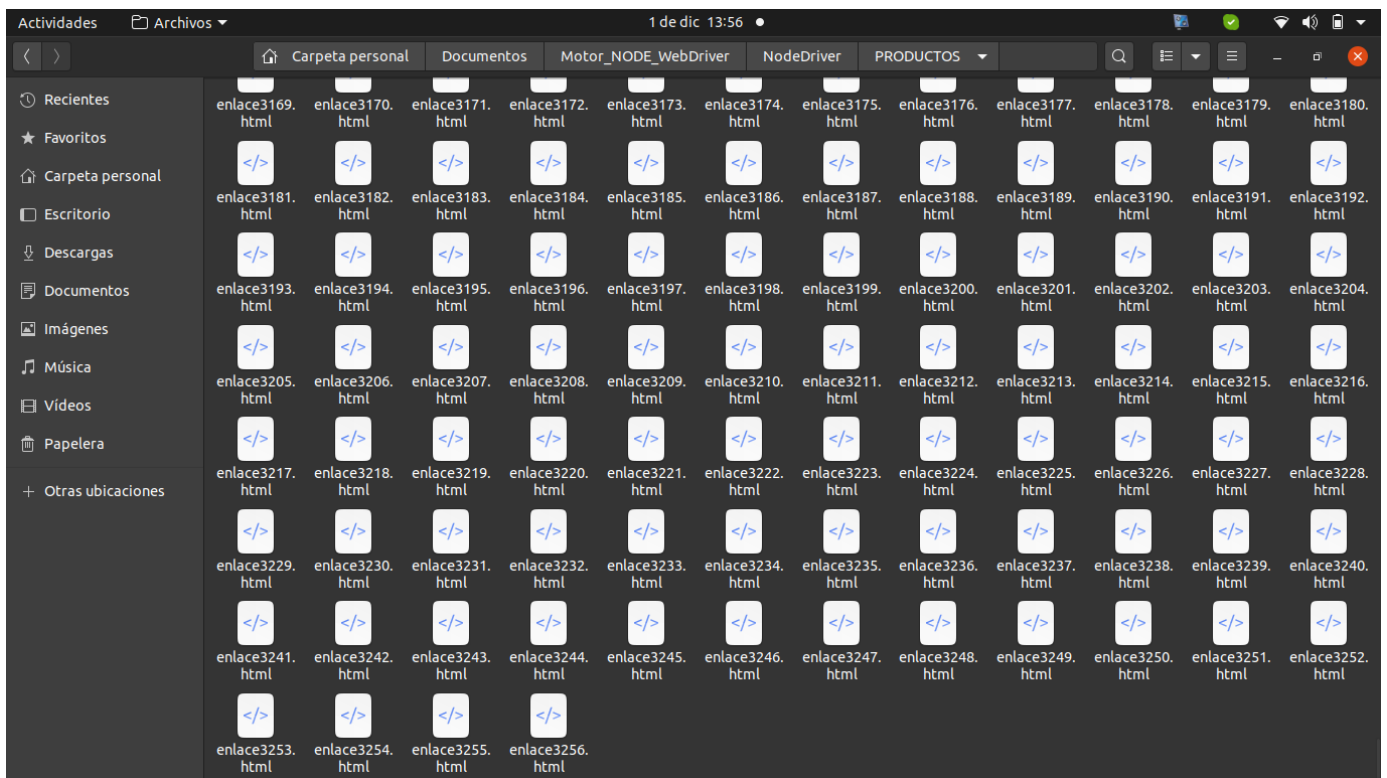 Actividades Archivos 1 de dic 13:56
Carpeta personal Documentos Motor_NODE_WebDriver NodeDriver PRODUCTOS
Recientes
Favoritos
Carpeta personal
Escritorio
Descargas
Documentos
Imágenes
Música
Vídeos
Papelera
Otras ubicaciones
enlace3169. enlace3170. enlace3171. enlace3172. enlace3173. enlace3174. enlace3175. enlace3176. enlace3177. enlace3178. enlace3179. enlace3180.
html html html html html html html html html html html html
enlace3181. enlace3182. enlace3183. enlace3184. enlace3185. enlace3186. enlace3187. enlace3188. enlace3189. enlace3190. enlace3191. enlace3192.
html html html html html html html html html html html html
enlace3193. enlace3194. enlace3195. enlace3196. enlace3197. enlace3198. enlace3199. enlace3200. enlace3201. enlace3202. enlace3203. enlace3204.
html html html html html html html html html html html html
enlace3205. enlace3206. enlace3207. enlace3208. enlace3209. enlace3210. enlace3211. enlace3212. enlace3213. enlace3214. enlace3215. enlace3216.
html html html html html html html html html html html html
enlace3217. enlace3218. enlace3219. enlace3220. enlace3221. enlace3222. enlace3223. enlace3224. enlace3225. enlace3226. enlace3227. enlace3228.
html html html html html html html html html html html html
enlace3229. enlace3230. enlace3231. enlace3232. enlace3233. enlace3234. enlace3235. enlace3236. enlace3237. enlace3238. enlace3239. enlace3240.
html html html html html html html html html html html html
enlace3241. enlace3242. enlace3243. enlace3244. enlace3245. enlace3246. enlace3247. enlace3248. enlace3249. enlace3250. enlace3251. enlace3252.
html html html html html html html html html html html html
enlace3253. enlace3254. enlace3255. enlace3256.
html html html html